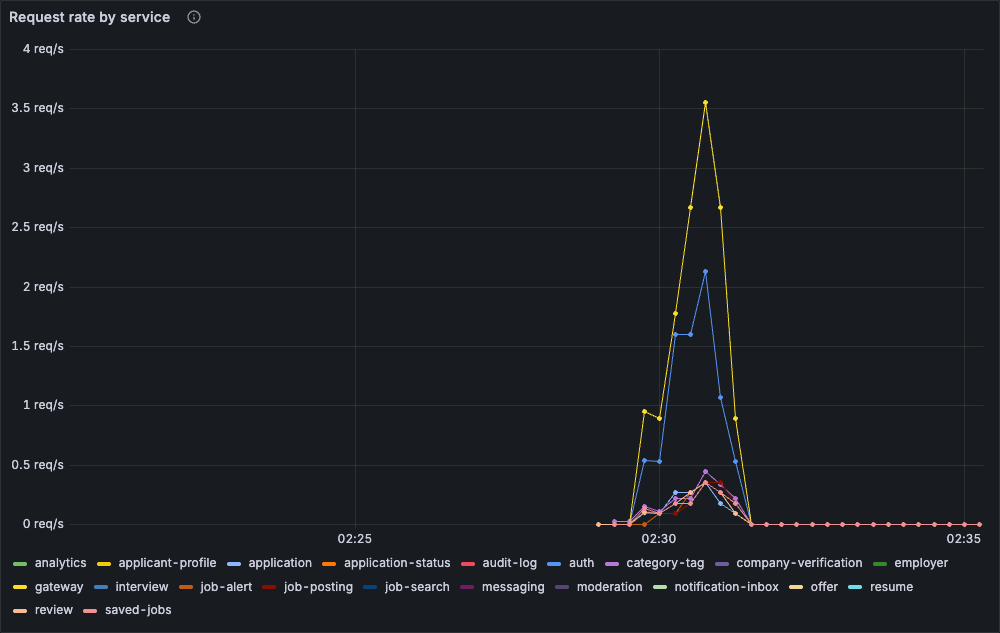 Request rate by service
4 req/s
3.5 req/s
3 req/s
2.5 req/s
2 req/s
1.5 req/s
1 req/s
0.5 req/s
0 req/s
02:25 02:30 02:35
analytics applicant-profile application application-status audit-log auth category-tag company-verification employer
gateway interview job-alert job-posting job-search messaging moderation notification-inbox offer resume
review saved-jobs